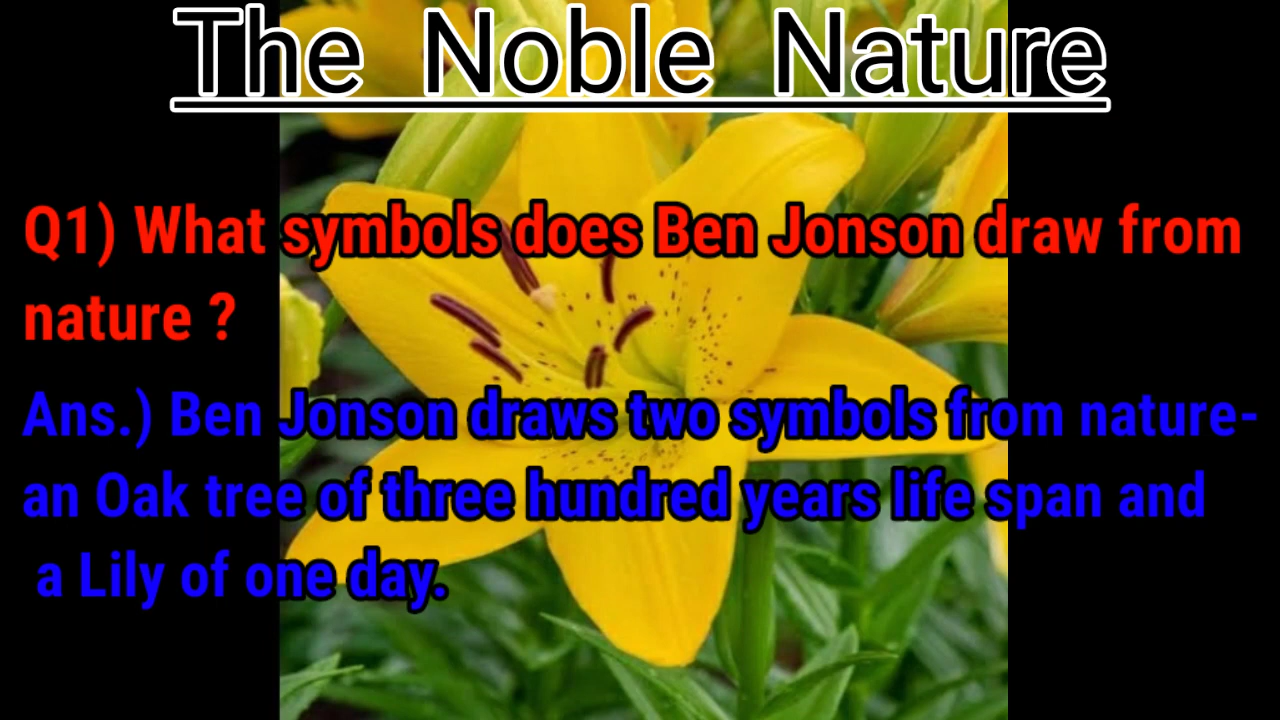 The Noble Nature
Q1) What symbols does Ben Jonson draw from
nature ?
Ans.) Ben Jonson draws two symbols from nature-
an Oak tree of three hundred years life span and
a Lily of one day.